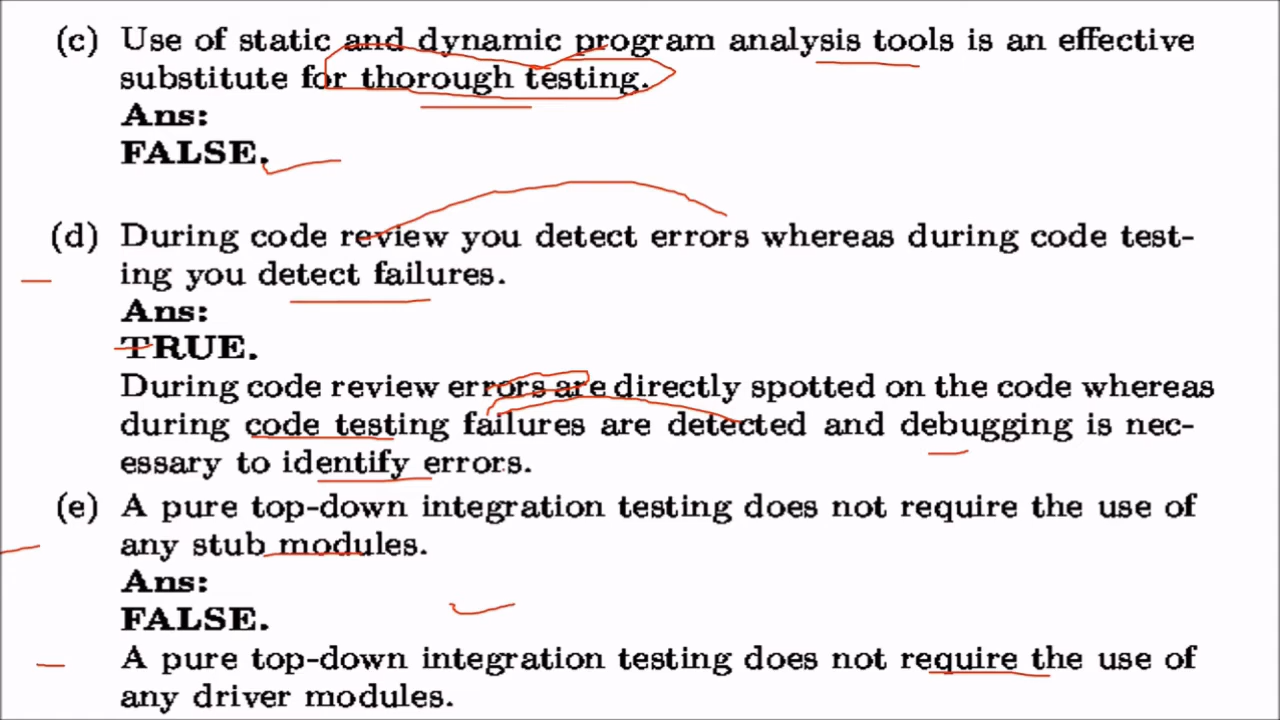 (c) Use of static and dynamic program analysis tools is an effective
substitute for thorough testing.
Ans:
FALSE.
(d) During code review you detect errors whereas during code test-
ing you detect failures.
Ans:
TRUE.
During code review errors are directly spotted on the code whereas
during code testing failures are detected and debugging is nec-
essary to identify errors.
(e) A pure top-down integration testing does not require the use of
any stub modules.
Ans:
FALSE.
A pure top-down integration testing does not require the use of
any driver modules.